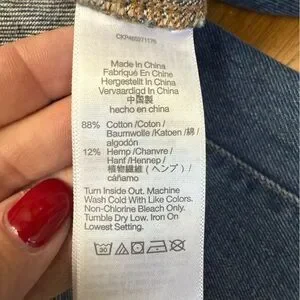 Made In China
Fabriqué En Chine
Hergestellt In China
Vervaardigd In China
中国製
hecho en china
88% Cotton /Coton /
Baumwolle /Katoen /綿 /
algodón
12% Hemp /Chanvre /
Hanf /Hennep /
植物繊維 (ヘンプ) /
cáñamo
Turn Inside Out. Machine
Wash Cold With Like Colors.
Non-Chlorine Bleach Only.
Tumble Dry Low. Iron On
Lowest Setting.
30